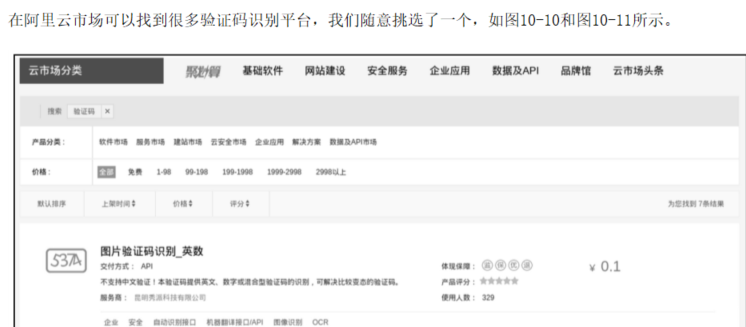 在阿里云市场可以找到很多验证码识别平台，我们随意挑选了一个，如图10-10和图10-11所示。
云市场分类 聚划算 基础软件 网站建设 安全服务 企业应用 数据及API 品牌馆 云市场头条
搜索 验证码 ×
产品分类： 软件市场 服务市场 建站市场 云安全市场 企业应用 解决方案 数据及API市场
价格： 全部 免费 1-98 99-198 199-1998 1999-2998 2998以上
默认排序 上架时间 价格 评分 为您找到 7条结果
图片验证码识别_英数
交付方式： API
不支持中文验证！本验证码提供英文、数字或混合型验证码的识别，可解决比较变态的验证码。
服务商： 昆明秀派科技有限公司
企业 安全 自动识别接口 机器翻译接口/API 图像识别 OCR
537A
体现保障：
产品评分：
使用人数： 329
¥ 0.1